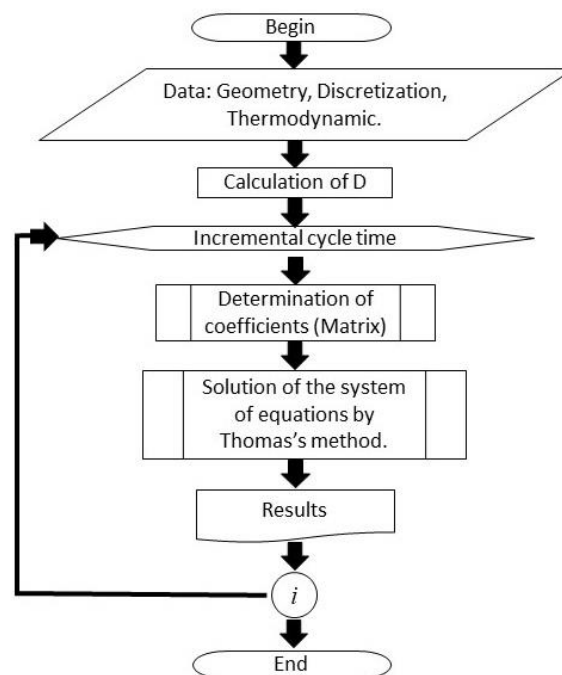 Begin
Data: Geometry, Discretization,
Thermodynamic.
Calculation of D
Incremental cycle time
Determination of
coefficients (Matrix)
Solution of the system
of equations by
Thomas’s method.
Results
i
End